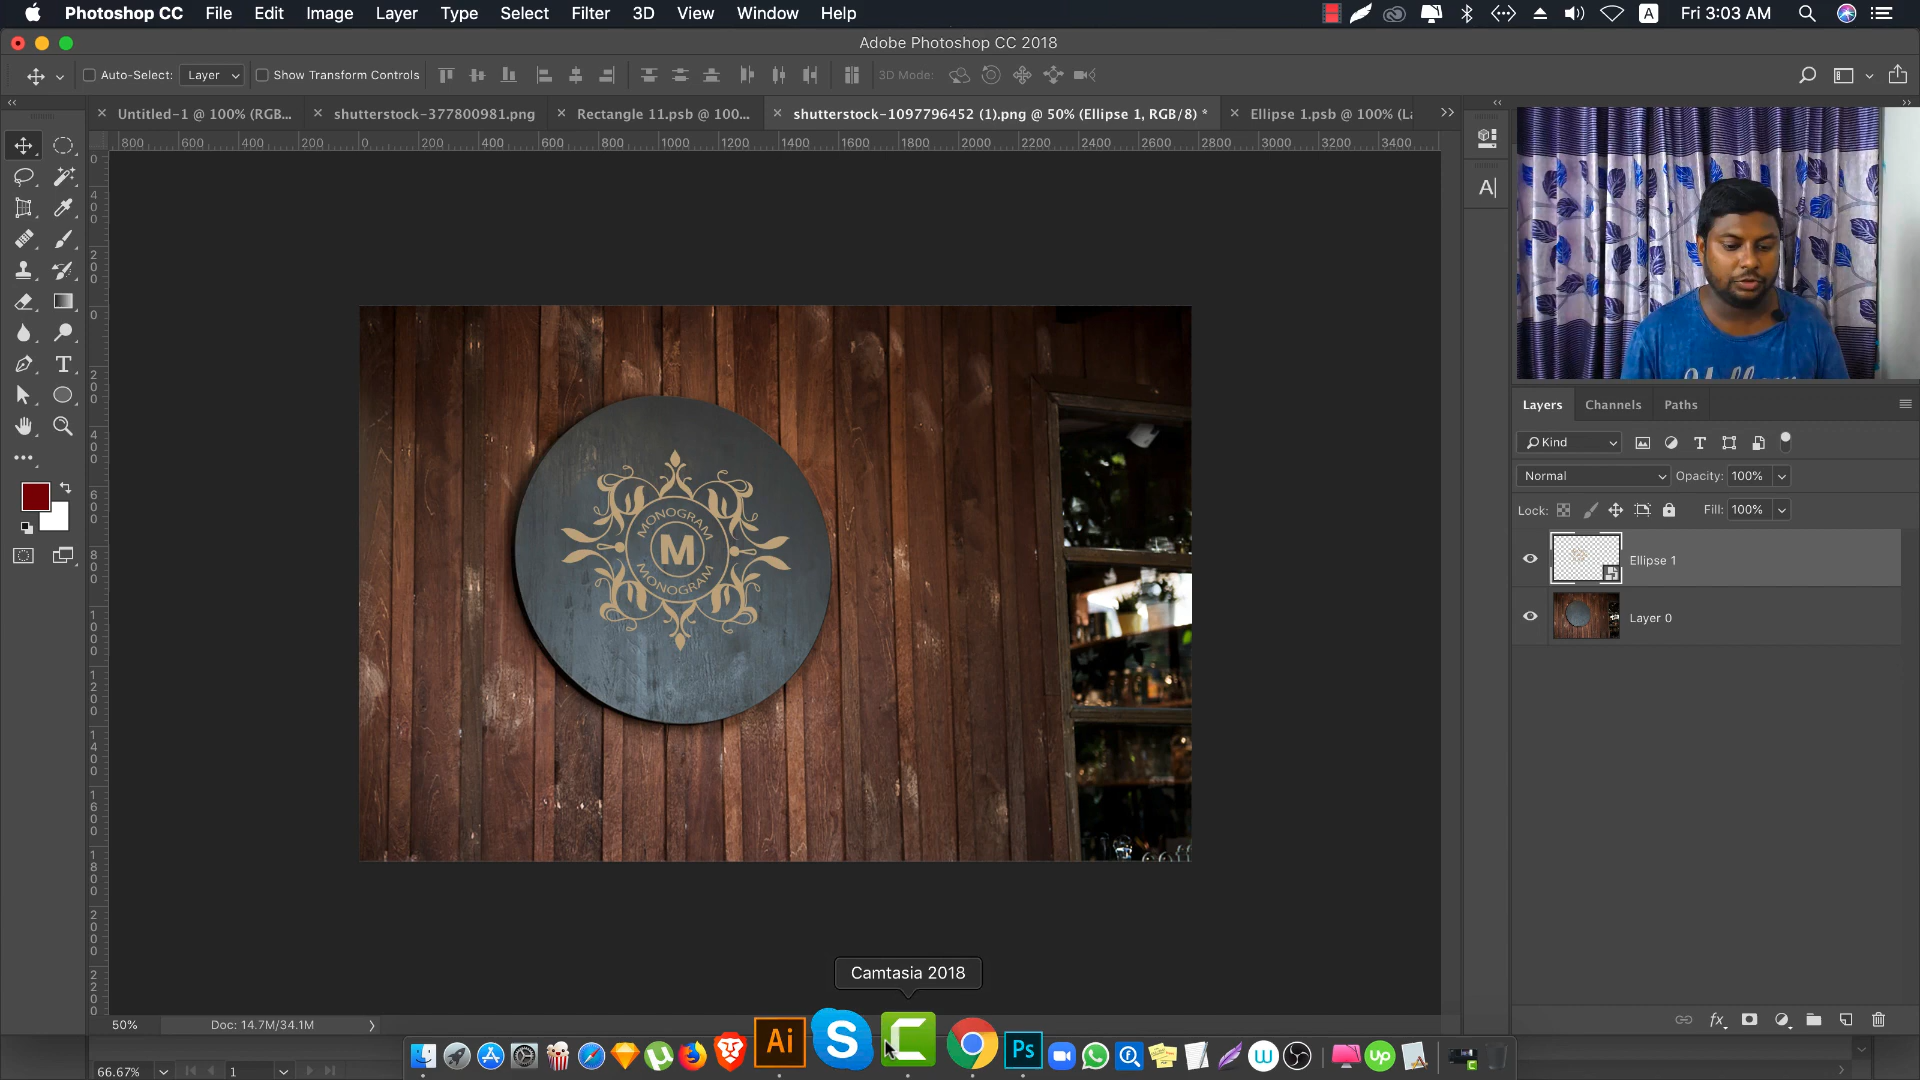 Photoshop CC File Edit Image Layer Type Select Filter 3D View Window Help A Fri 3:03 AM
Adobe Photoshop CC 2018
Auto-Select: Layer Show Transform Controls 3D Mode:
Untitled-1 @ 100% (RGB... shutterstock-377800981.png Rectangle 11.psb @ 100... shutterstock-1097796452 (1).png @ 50% (Ellipse 1, RGB/8) * Ellipse 1.psb @ 100% (La
800 600 400 200 0 200 400 600 800 1000 1200 1400 1600 1800 2000 2200 2400 2600 2800 3000 3200 3400
A|
Layers Channels Paths
Kind
Normal Opacity: 100%
Lock: Fill: 100%
Ellipse 1
Layer 0
MONOGRAM
M
MONOGRAM
Camtasia 2018
50% Doc: 14.7M/34.1M
Ai S C Ps W Up
66.67% 1